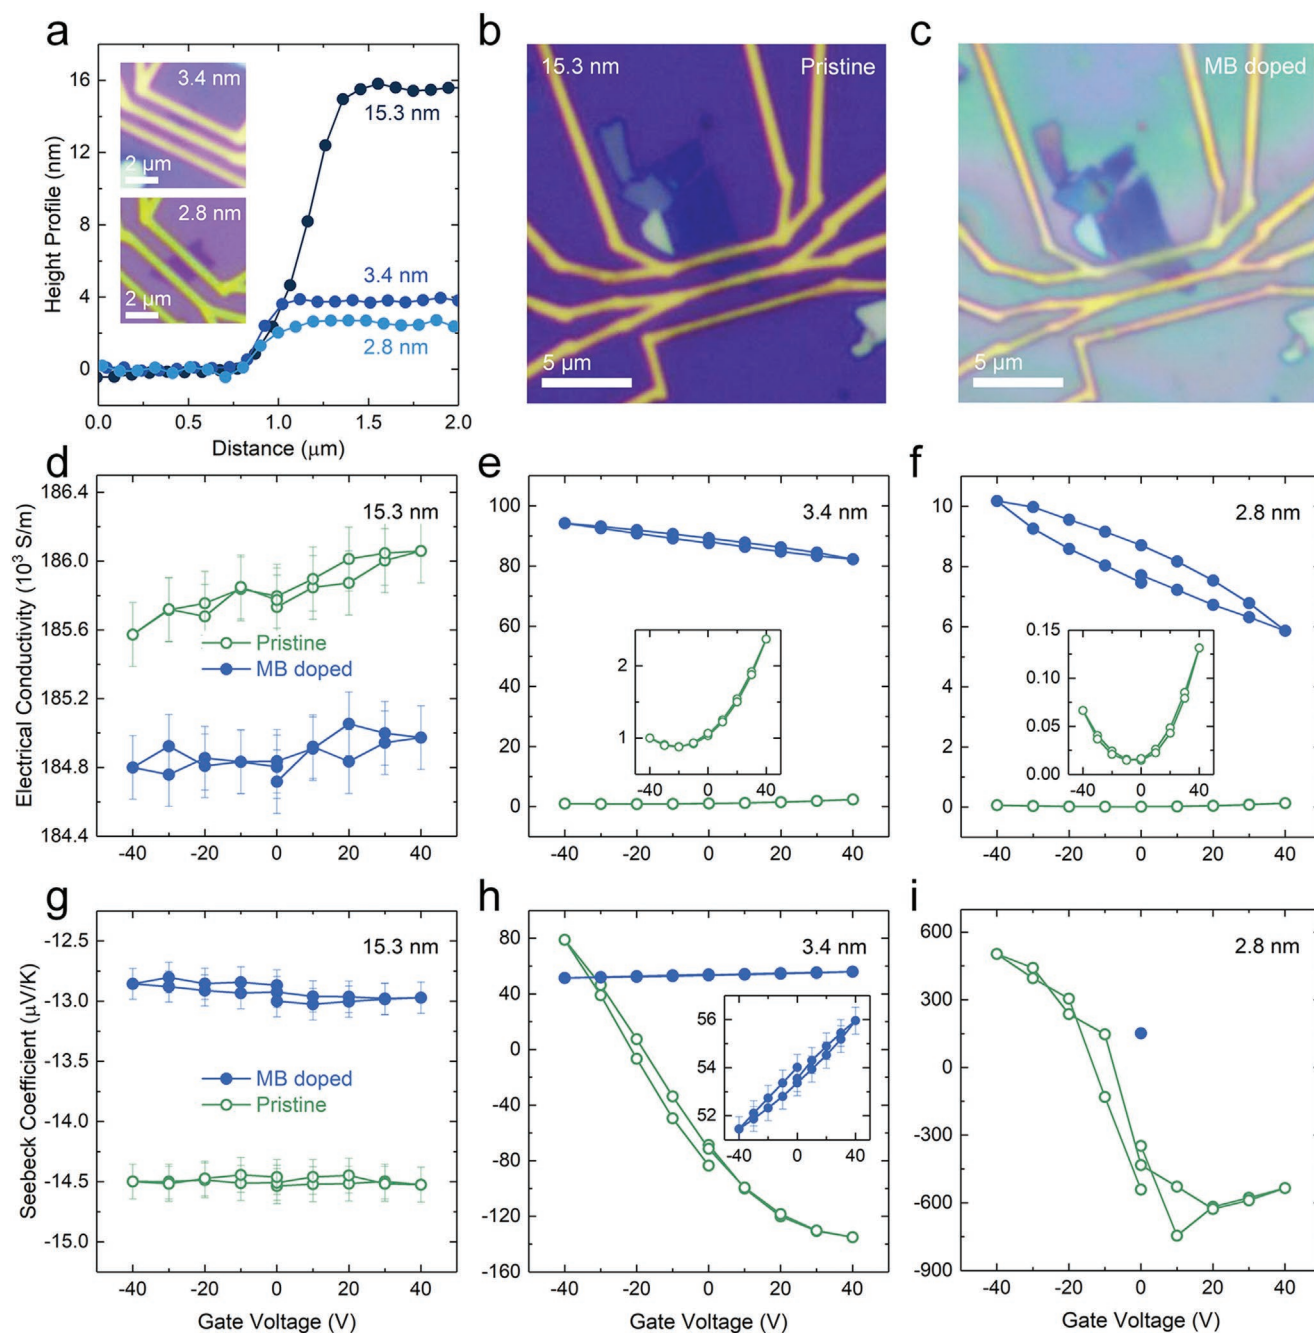 a
16
12
8
4
0
Height Profile (nm)
3.4 nm
2 μm
2.8 nm
2 μm
15.3 nm
3.4 nm
2.8 nm
0.0 0.5 1.0 1.5 2.0
Distance (μm)
b
15.3 nm Pristine
5 μm
c
MB doped
5 μm
d
186.4
186.0
185.6
185.2
184.8
184.4
Electrical Conductivity (10³ S/m)
15.3 nm
Pristine
MB doped
-40 -20 0 20 40
e
100
80
60
40
20
0
3.4 nm
2
1
-40 0 40
-40 -20 0 20 40
f
10
8
6
4
2
0
2.8 nm
0.15
0.10
0.05
0.00
-40 0 40
-40 -20 0 20 40
g
-12.5
-13.0
-13.5
-14.0
-14.5
-15.0
Seebeck Coefficient (μV/K)
15.3 nm
MB doped
Pristine
-40 -20 0 20 40
Gate Voltage (V)
h
80
40
0
-40
-80
-120
-160
3.4 nm
56
54
52
-40 0 40
-40 -20 0 20 40
Gate Voltage (V)
i
600
300
0
-300
-600
-900
2.8 nm
-40 -20 0 20 40
Gate Voltage (V)